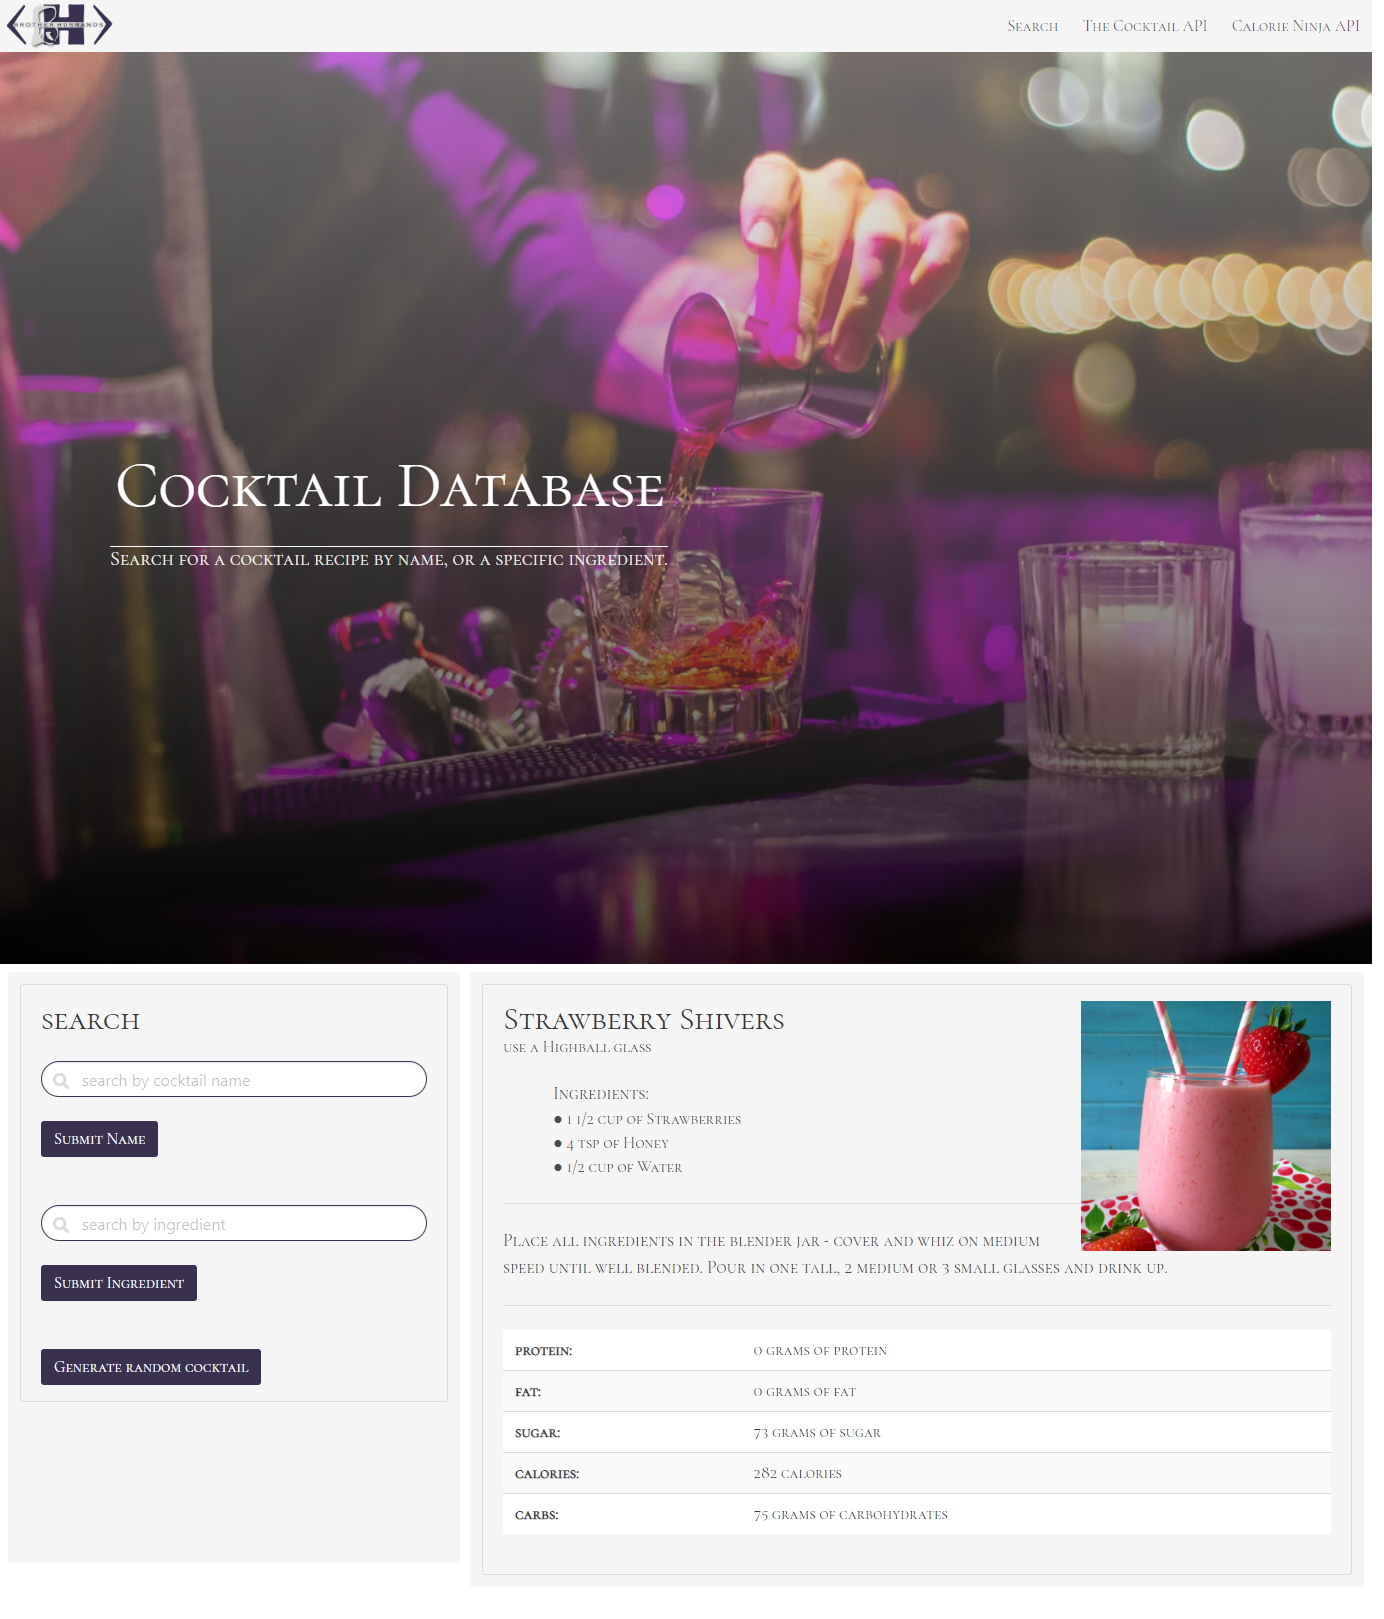 BROTHER HUSBANDS
H
Search The Cocktail API Calorie Ninja API
Cocktail Database
Search for a cocktail recipe by name, or a specific ingredient.
search
search by cocktail name
Submit Name
search by ingredient
Submit Ingredient
Generate random cocktail
Strawberry Shivers
use a Highball glass
Ingredients:
● 1 1/2 cup of Strawberries
● 4 tsp of Honey
● 1/2 cup of Water
Place all ingredients in the blender jar - cover and whiz on medium
speed until well blended. Pour in one tall, 2 medium or 3 small glasses and drink up.
protein: 0 grams of protein
fat: 0 grams of fat
sugar: 73 grams of sugar
calories: 282 calories
carbs: 75 grams of carbohydrates